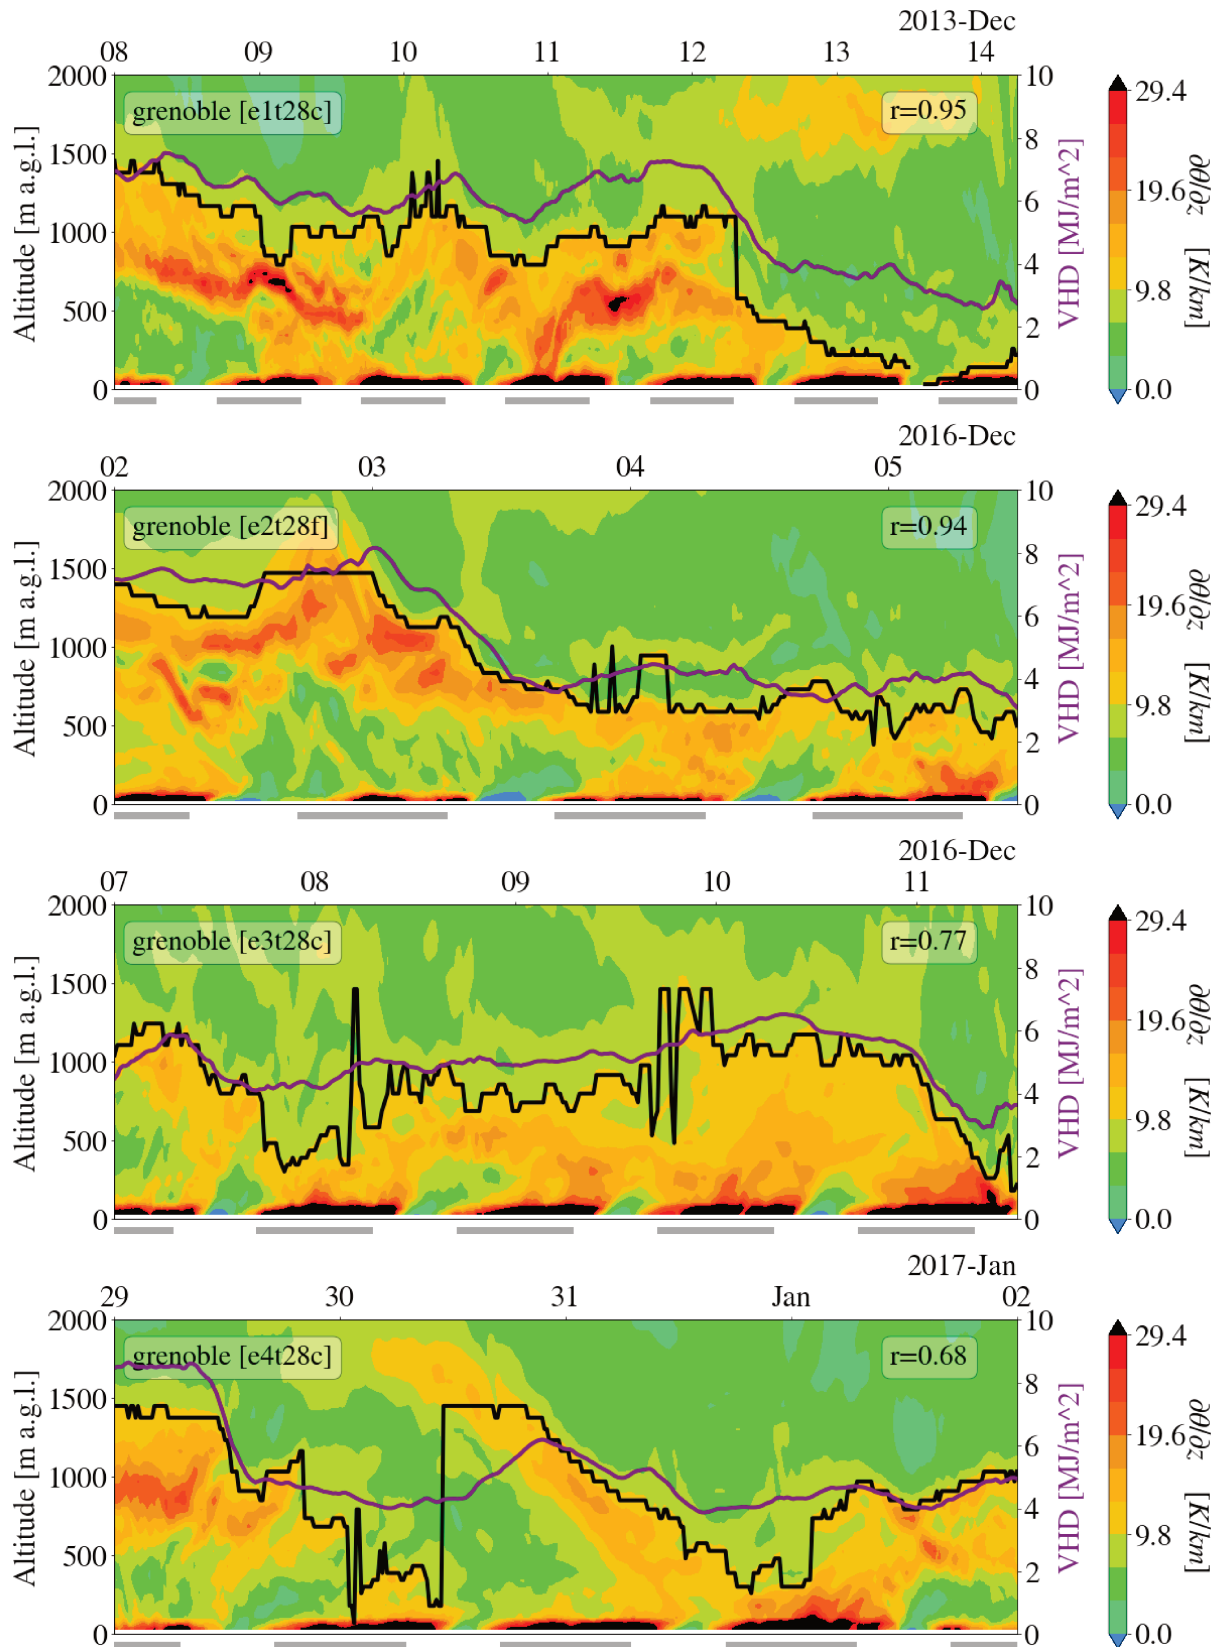 2013-Dec
08 09 10 11 12 13 14
2000 10 29.4
grenoble [e1t28c] r=0.95
1500 8
19.6
1000 6
4
9.8
500 2
0 0 0.0
Altitude [m a.g.l.] VHD [MJ/m^2] ∂θ/∂z [K/km]
2016-Dec
02 03 04 05
2000 10 29.4
grenoble [e2t28f] r=0.94
1500 8
19.6
1000 6
4
9.8
500 2
0 0 0.0
Altitude [m a.g.l.] VHD [MJ/m^2] ∂θ/∂z [K/km]
2016-Dec
07 08 09 10 11
2000 10 29.4
grenoble [e3t28c] r=0.77
1500 8
19.6
1000 6
4
9.8
500 2
0 0 0.0
Altitude [m a.g.l.] VHD [MJ/m^2] ∂θ/∂z [K/km]
2017-Jan
29 30 31 Jan 02
2000 10 29.4
grenoble [e4t28c] r=0.68
1500 8
19.6
1000 6
4
9.8
500 2
0 0 0.0
Altitude [m a.g.l.] VHD [MJ/m^2] ∂θ/∂z [K/km]